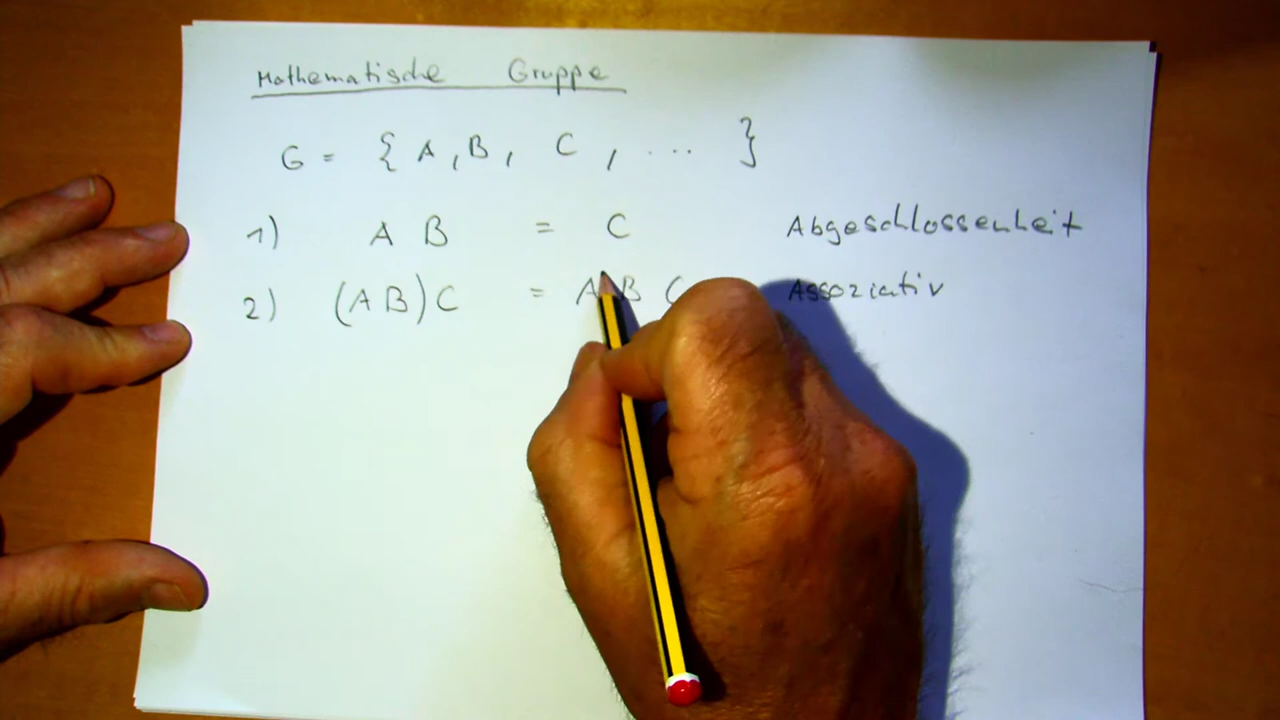 Mathematische Gruppe
G = { A, B, C, ... }
1) A B = C Abgeschlossenheit
2) (A B) C = A B C Assoziativ